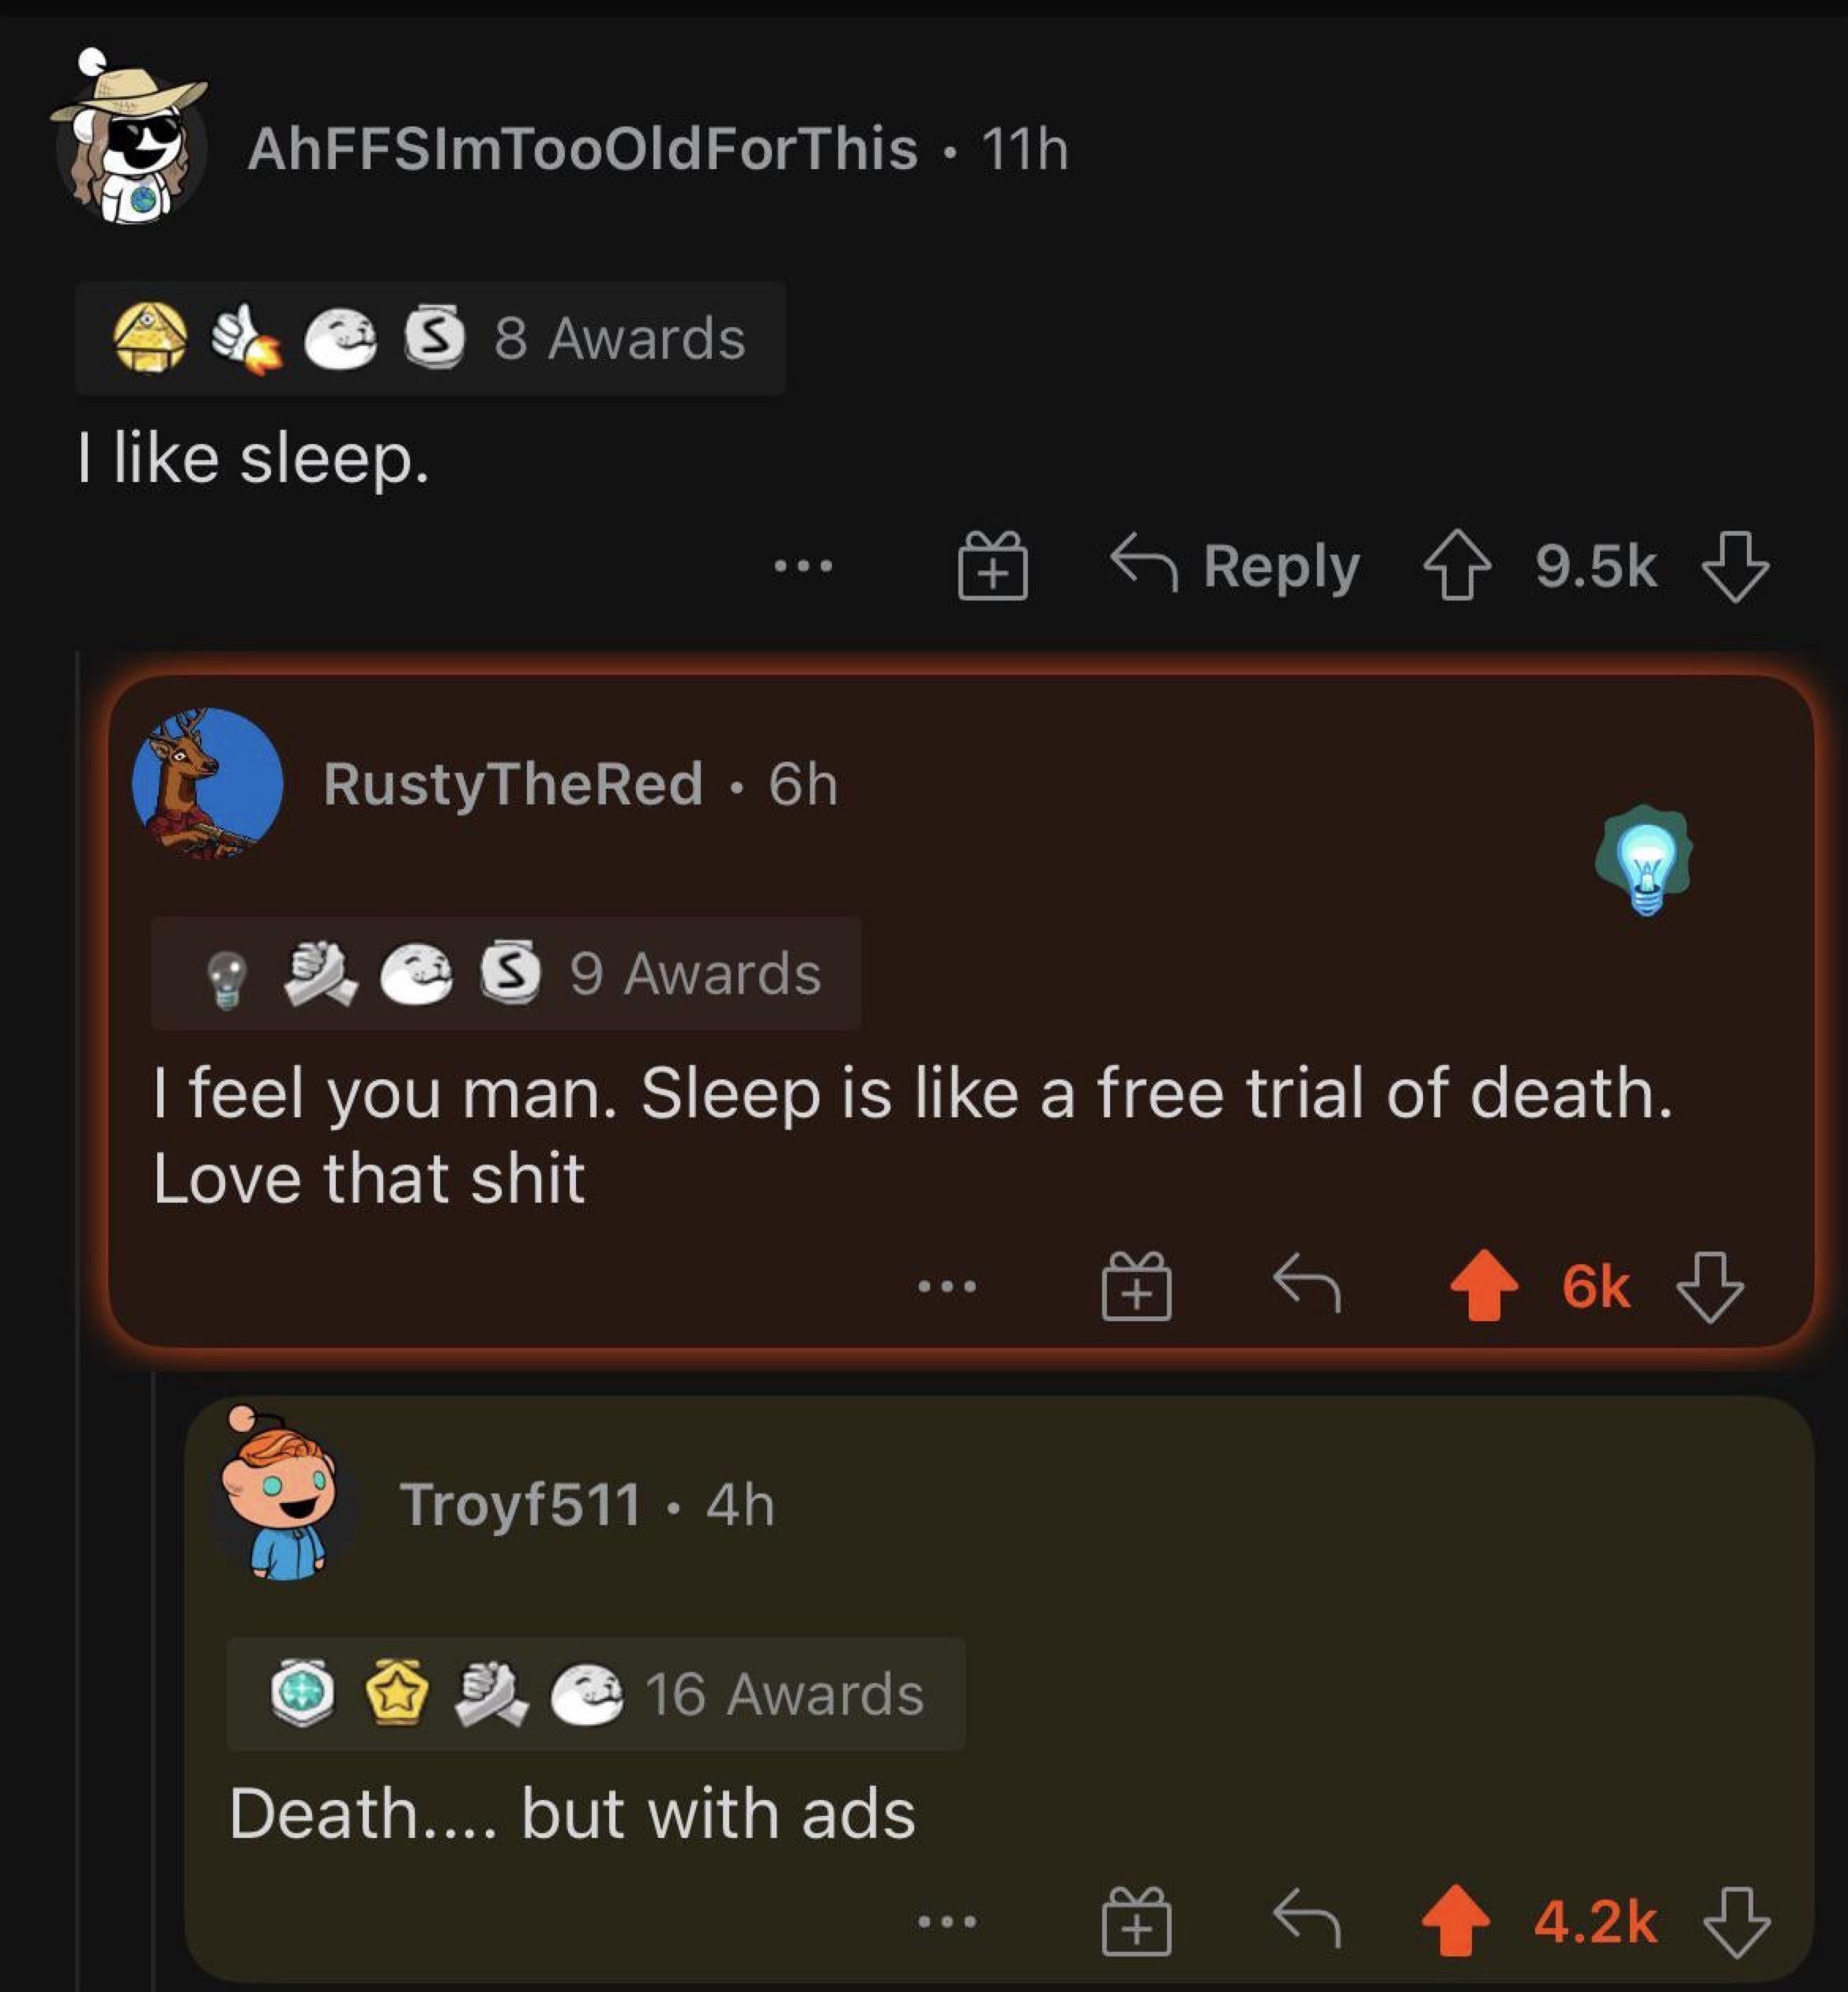 AhFFSImTooOldForThis • 11h
8 Awards
I like sleep.
Reply 9.5k
RustyTheRed • 6h
9 Awards
I feel you man. Sleep is like a free trial of death.
Love that shit
6k
Troyf511 • 4h
16 Awards
Death.... but with ads
4.2k